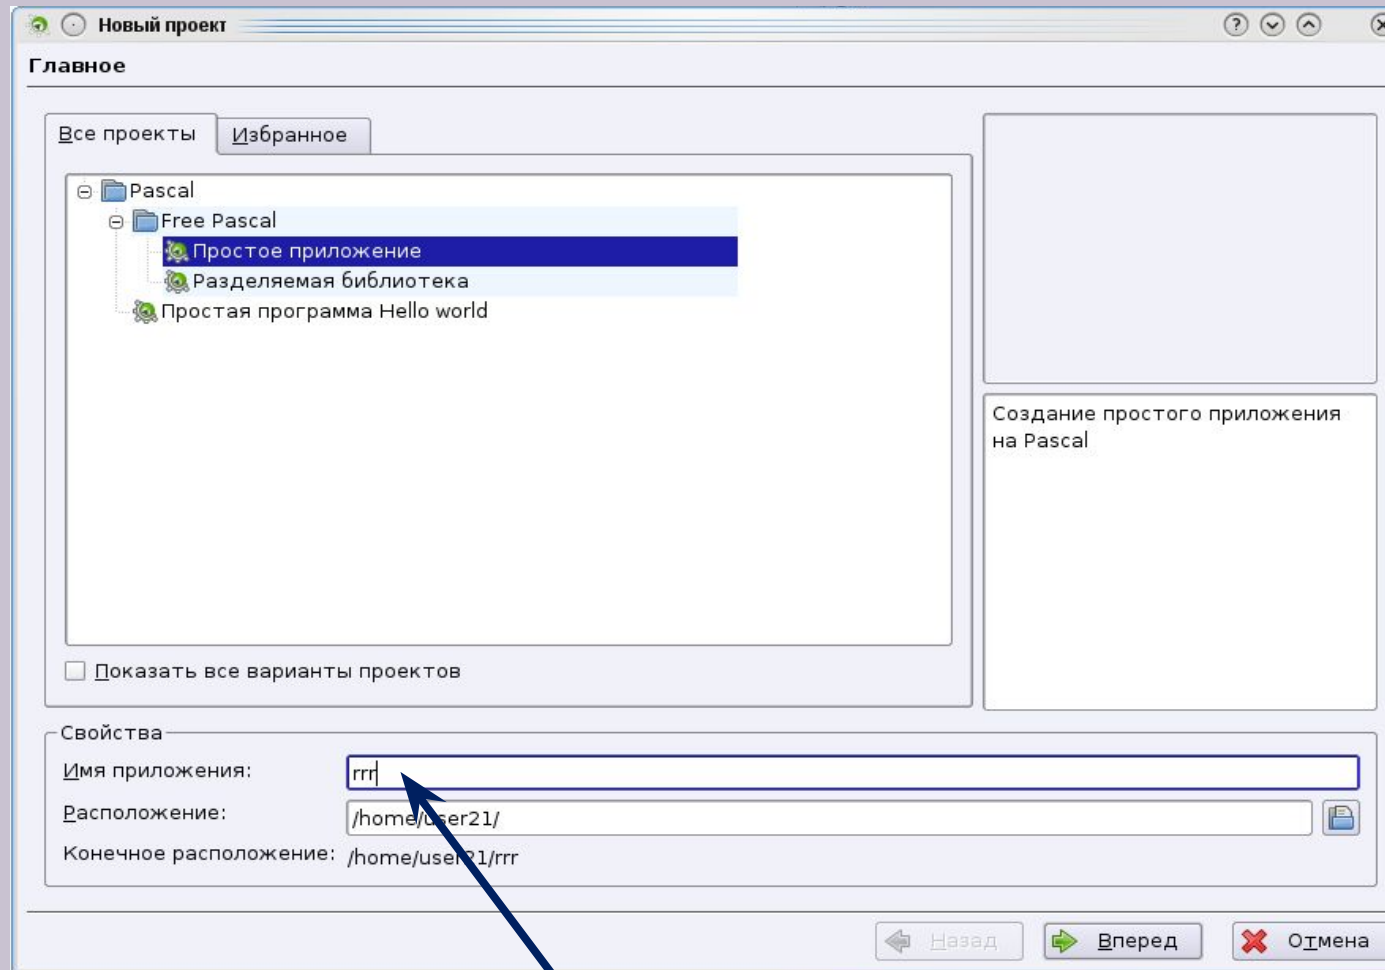 Новый проект
Главное
Все проекты
Избранное
Pascal
Free Pascal
Простое приложение
Разделяемая библиотека
Простая программа Hello world
Создание простого приложения
на Pascal
Показать все варианты проектов
Свойства
Имя приложения: rrr
Расположение: /home/user21/
Конечное расположение: /home/user21/rrr
Назад
Вперед
Отмена